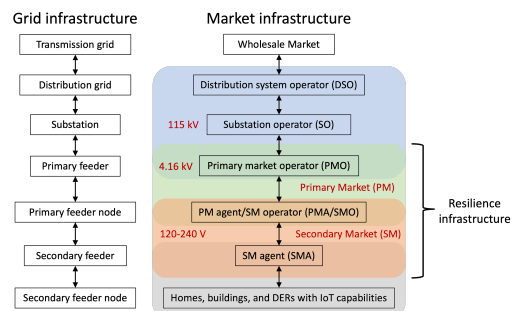 Grid infrastructure
Market infrastructure
Transmission grid
Wholesale Market
Distribution grid
Distribution system operator (DSO)
Substation
115 kV
Substation operator (SO)
Primary feeder
4.16 kV
Primary market operator (PMO)
Primary Market (PM)
Resilience
infrastructure
Primary feeder node
PM agent/SM operator (PMA/SMO)
120-240 V
Secondary Market (SM)
Secondary feeder
SM agent (SMA)
Secondary feeder node
Homes, buildings, and DERs with IoT capabilities